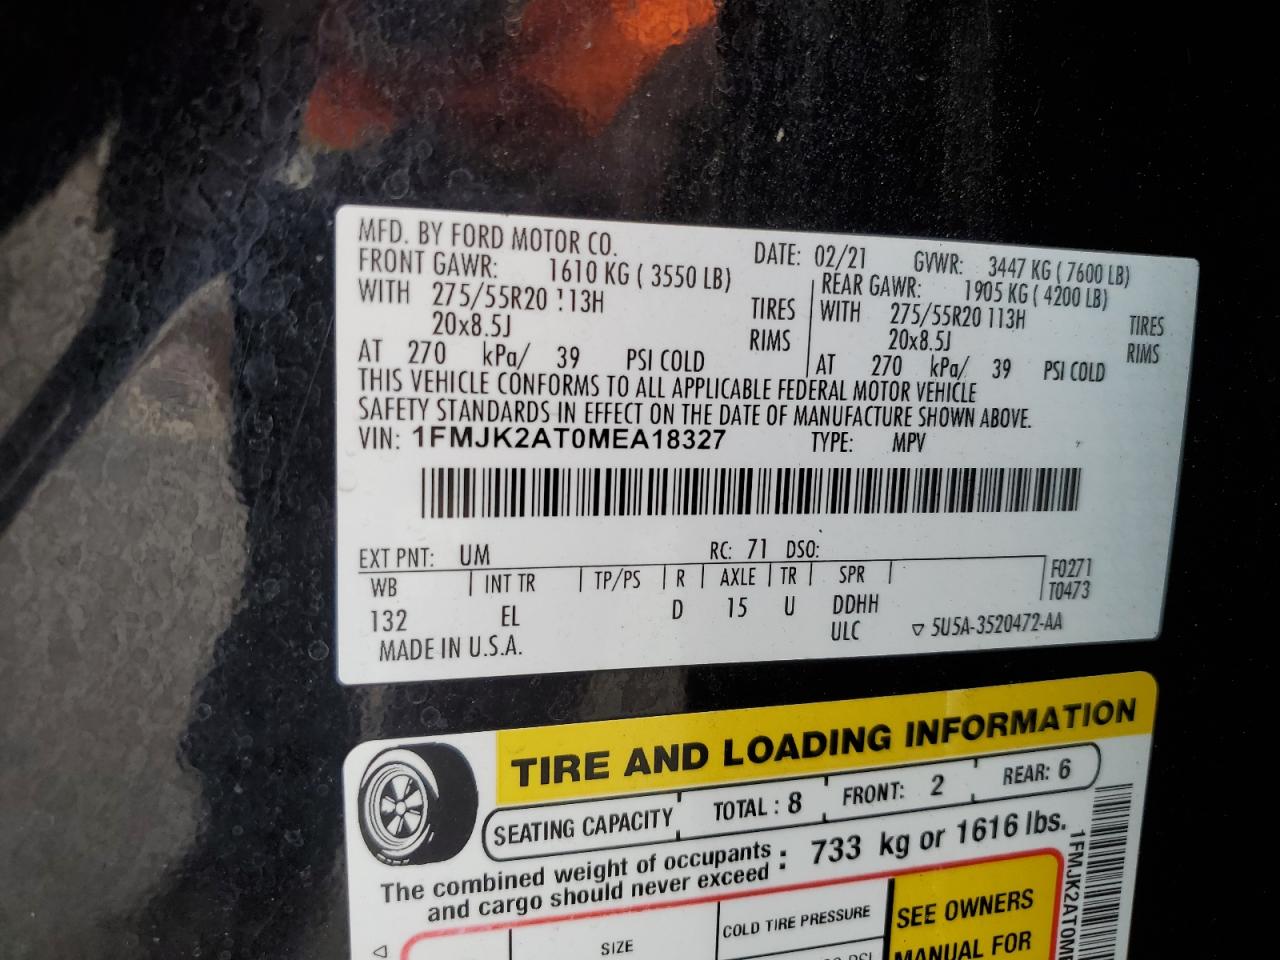 MFD. BY FORD MOTOR CO. DATE: 02/21 GVWR: 3447 KG ( 7600 LB)
FRONT GAWR: 1610 KG ( 3550 LB) REAR GAWR: 1905 KG ( 4200 LB)
WITH 275/55R20 113H TIRES WITH 275/55R20 113H TIRES
20x8.5J RIMS 20x8.5J RIMS
AT 270 kPa/ 39 PSI COLD AT 270 kPa/ 39 PSI COLD
THIS VEHICLE CONFORMS TO ALL APPLICABLE FEDERAL MOTOR VEHICLE
SAFETY STANDARDS IN EFFECT ON THE DATE OF MANUFACTURE SHOWN ABOVE.
VIN: 1FMJK2AT0MEA18327 TYPE: MPV
EXT PNT: UM RC: 71 DSO:
WB INT TR TP/PS R AXLE TR SPR F0271
T0473
132 EL D 15 U DDHH
ULC 5U5A-3520472-AA
MADE IN U.S.A.
TIRE AND LOADING INFORMATION
SEATING CAPACITY TOTAL : 8 FRONT: 2 REAR: 6
The combined weight of occupants
and cargo should never exceed : 733 kg or 1616 lbs.
SIZE COLD TIRE PRESSURE SEE OWNERS
MANUAL FOR
PSI
1FMJK2AT0M